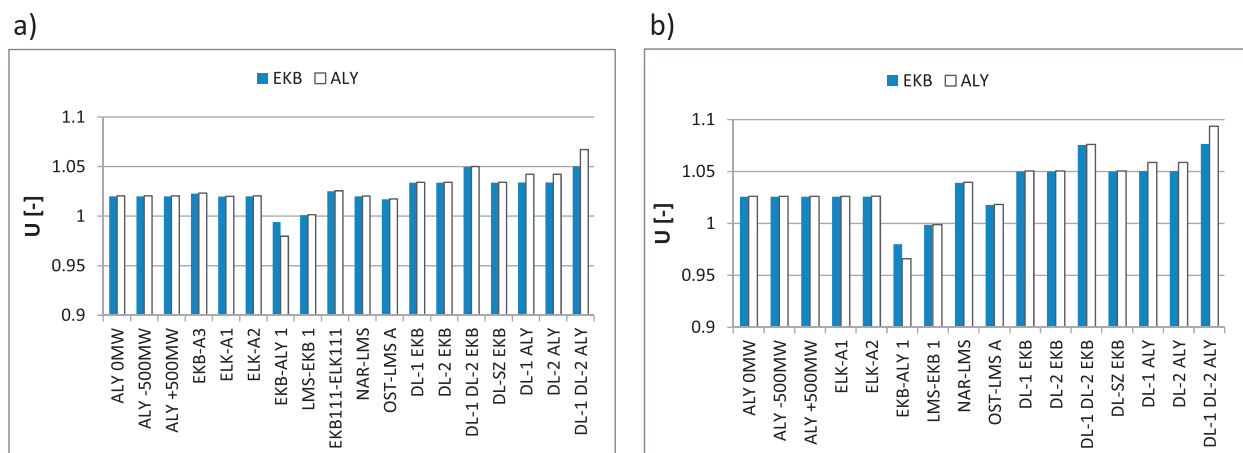 a)
EKB ALY
1.1
1.05
1
0.95
0.9
U [-]
ALY 0MW
ALY -500MW
ALY +500MW
EKB-A3
ELK-A1
ELK-A2
EKB-ALY 1
LMS-EKB 1
EKB111-ELK111
NAR-LMS
OST-LMS A
DL-1 EKB
DL-2 EKB
DL-1 DL-2 EKB
DL-SZ EKB
DL-1 ALY
DL-2 ALY
DL-1 DL-2 ALY
b)
EKB ALY
1.1
1.05
1
0.95
0.9
U [-]
ALY 0MW
ALY -500MW
ALY +500MW
ELK-A1
ELK-A2
EKB-ALY 1
LMS-EKB 1
NAR-LMS
OST-LMS A
DL-1 EKB
DL-2 EKB
DL-1 DL-2 EKB
DL-SZ EKB
DL-1 ALY
DL-2 ALY
DL-1 DL-2 ALY